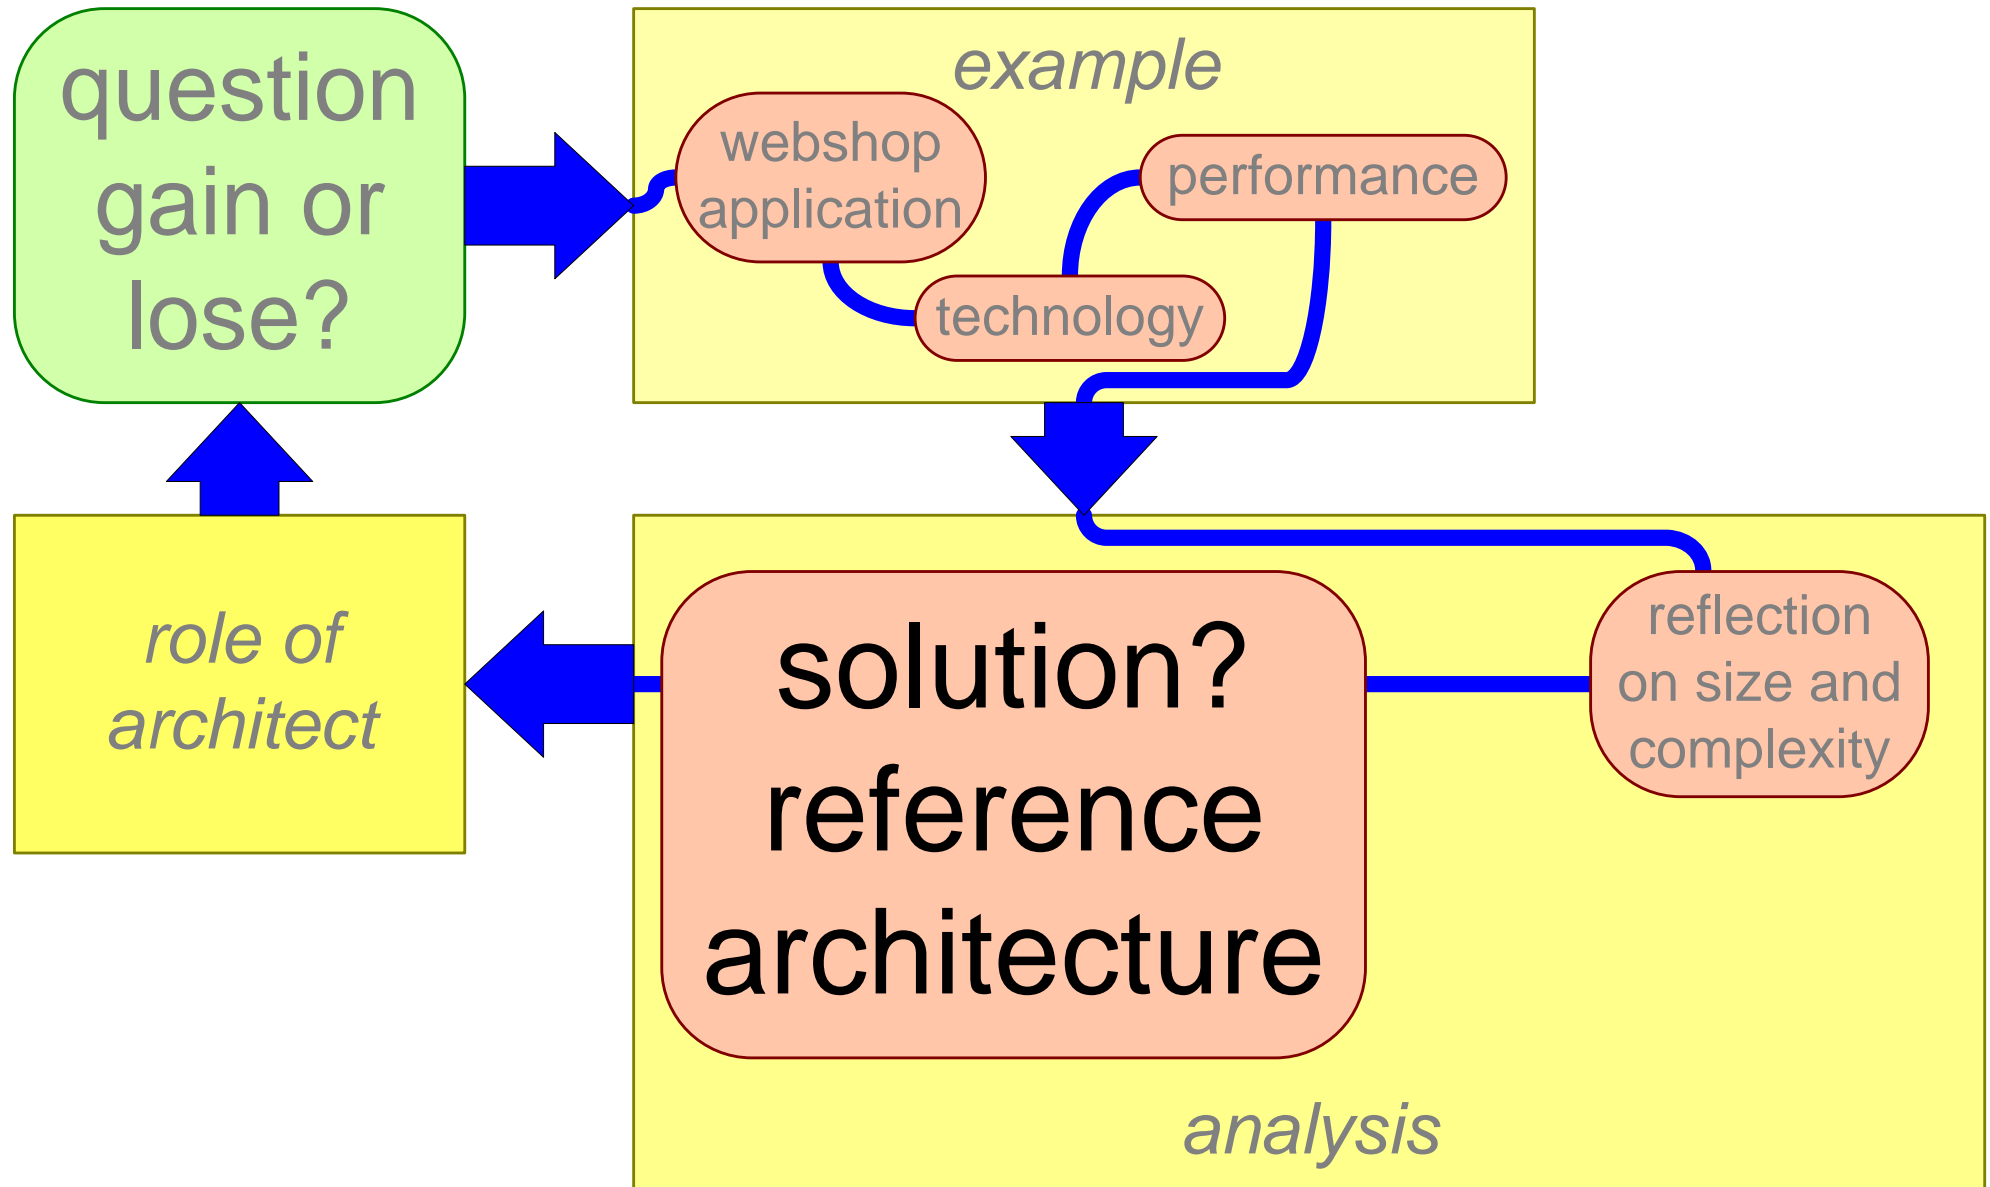 question
gain or
lose?
example
webshop
application
performance
technology
role of
architect
solution?
reference
architecture
reflection
on size and
complexity
analysis